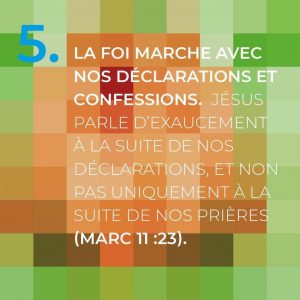 5.
LA FOI MARCHE AVEC
NOS DÉCLARATIONS ET
CONFESSIONS. JÉSUS
PARLE D'EXAUCEMENT
À LA SUITE DE NOS
DÉCLARATIONS, ET NON
PAS UNIQUEMENT À LA
SUITE DE NOS PRIÈRES
(MARC 11 :23).